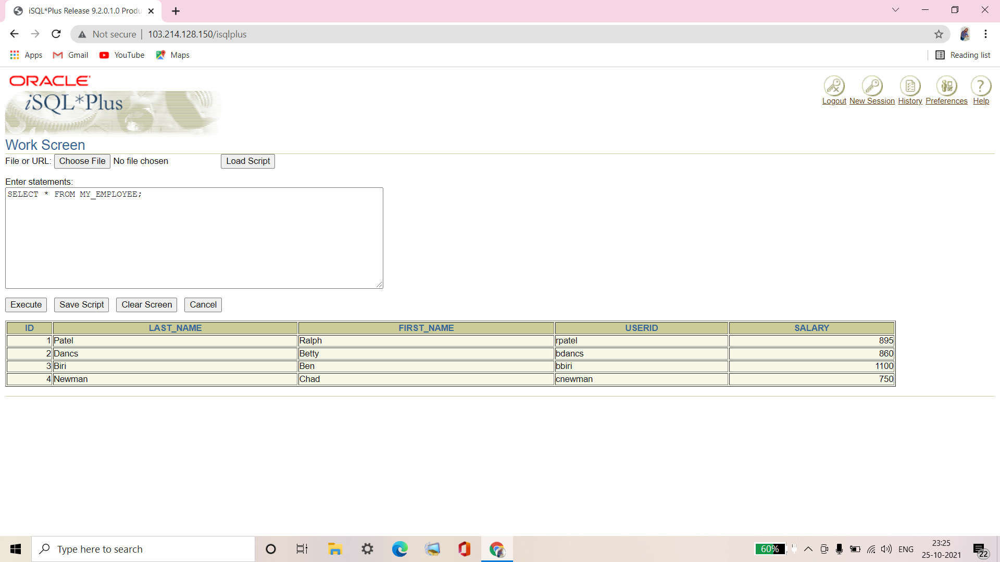 iSQL*Plus Release 9.2.0.1.0 Produ
Not secure | 103.214.128.150/isqlplus
Apps Gmail YouTube Maps Reading list
ORACLE
iSQL*Plus
Logout New Session History Preferences Help
Work Screen
File or URL: Choose File No file chosen Load Script
Enter statements:
SELECT * FROM MY_EMPLOYEE;
Execute Save Script Clear Screen Cancel
ID LAST_NAME FIRST_NAME USERID SALARY
1 Patel Ralph rpatel 895
2 Dancs Betty bdancs 860
3 Biri Ben bbiri 1100
4 Newman Chad cnewman 750
Type here to search
60% ENG
23:25
25-10-2021
22